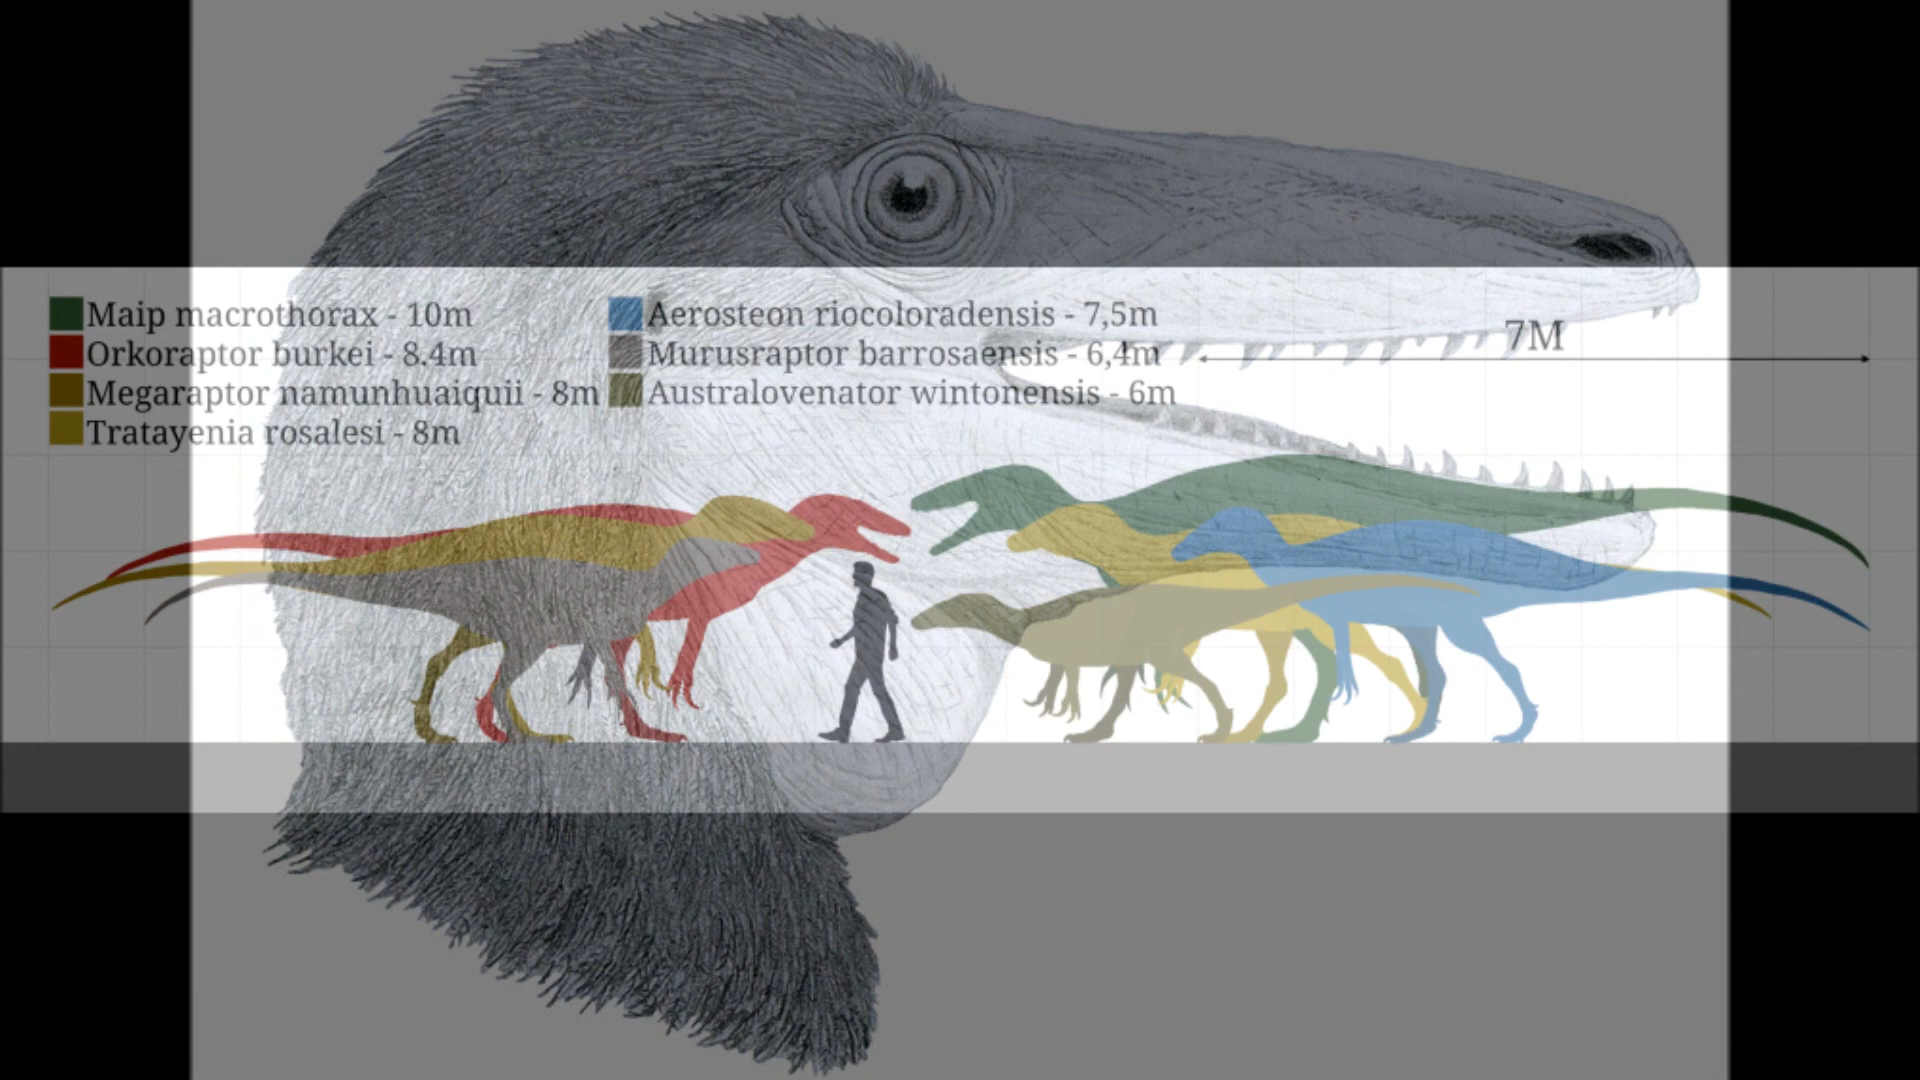 Maip macrothorax - 10m
Orkoraptor burkei - 8.4m
Megaraptor namunhuaiquii - 8m
Tratayenia rosalesi - 8m
Aerosteon riocoloradensis - 7,5m
Murusraptor barrosaensis - 6,4m
Australovenator wintonensis - 6m
7M